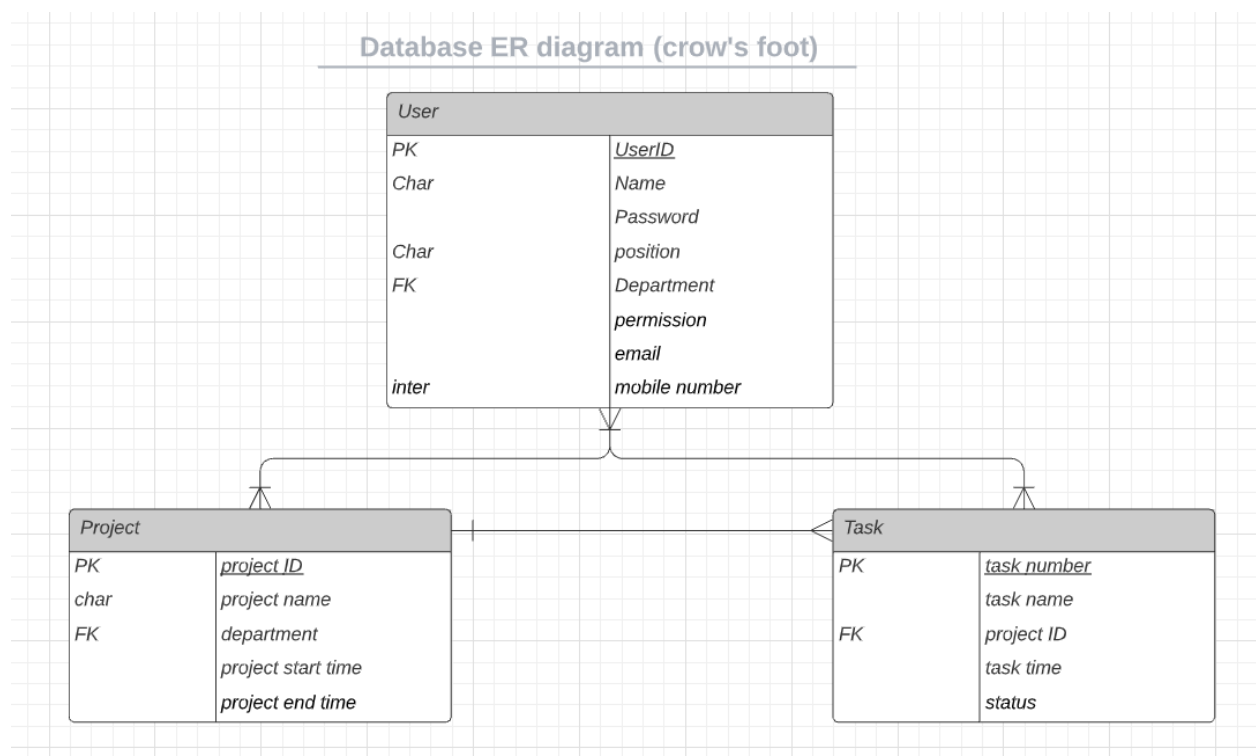 Database ER diagram (crow's foot)
User
PK UserID
Char Name
Password
Char position
FK Department
permission
email
inter mobile number
Project
PK project ID
char project name
FK department
project start time
project end time
Task
PK task number
task name
FK project ID
task time
status